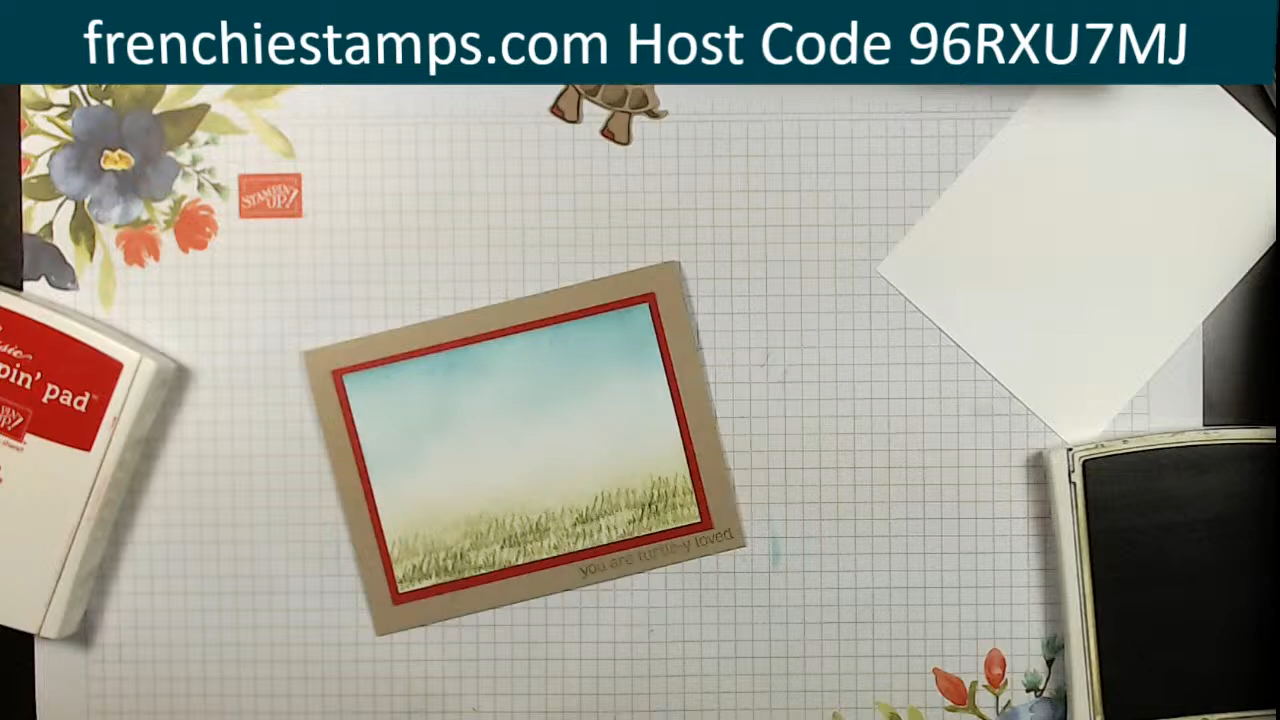 frenchiestamps.com Host Code 96RXU7MJ
STAMPIN' UP!
pin' pad
you are turtle-y loved